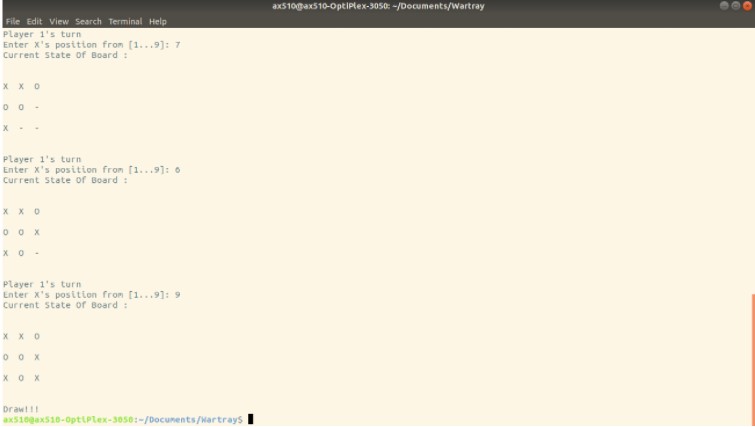 ax510@ax510-OptiPlex-3050: ~/Documents/Wartray
File Edit View Search Terminal Help
Player 1's turn
Enter X's position from [1...9]: 7
Current State Of Board :
X X O
O O -
X - -
Player 1's turn
Enter X's position from [1...9]: 6
Current State Of Board :
X X O
O O X
X O -
Player 1's turn
Enter X's position from [1...9]: 9
Current State Of Board :
X X O
O O X
X O X
Draw!!!
ax510@ax510-OptiPlex-3050:~/Documents/Wartray$